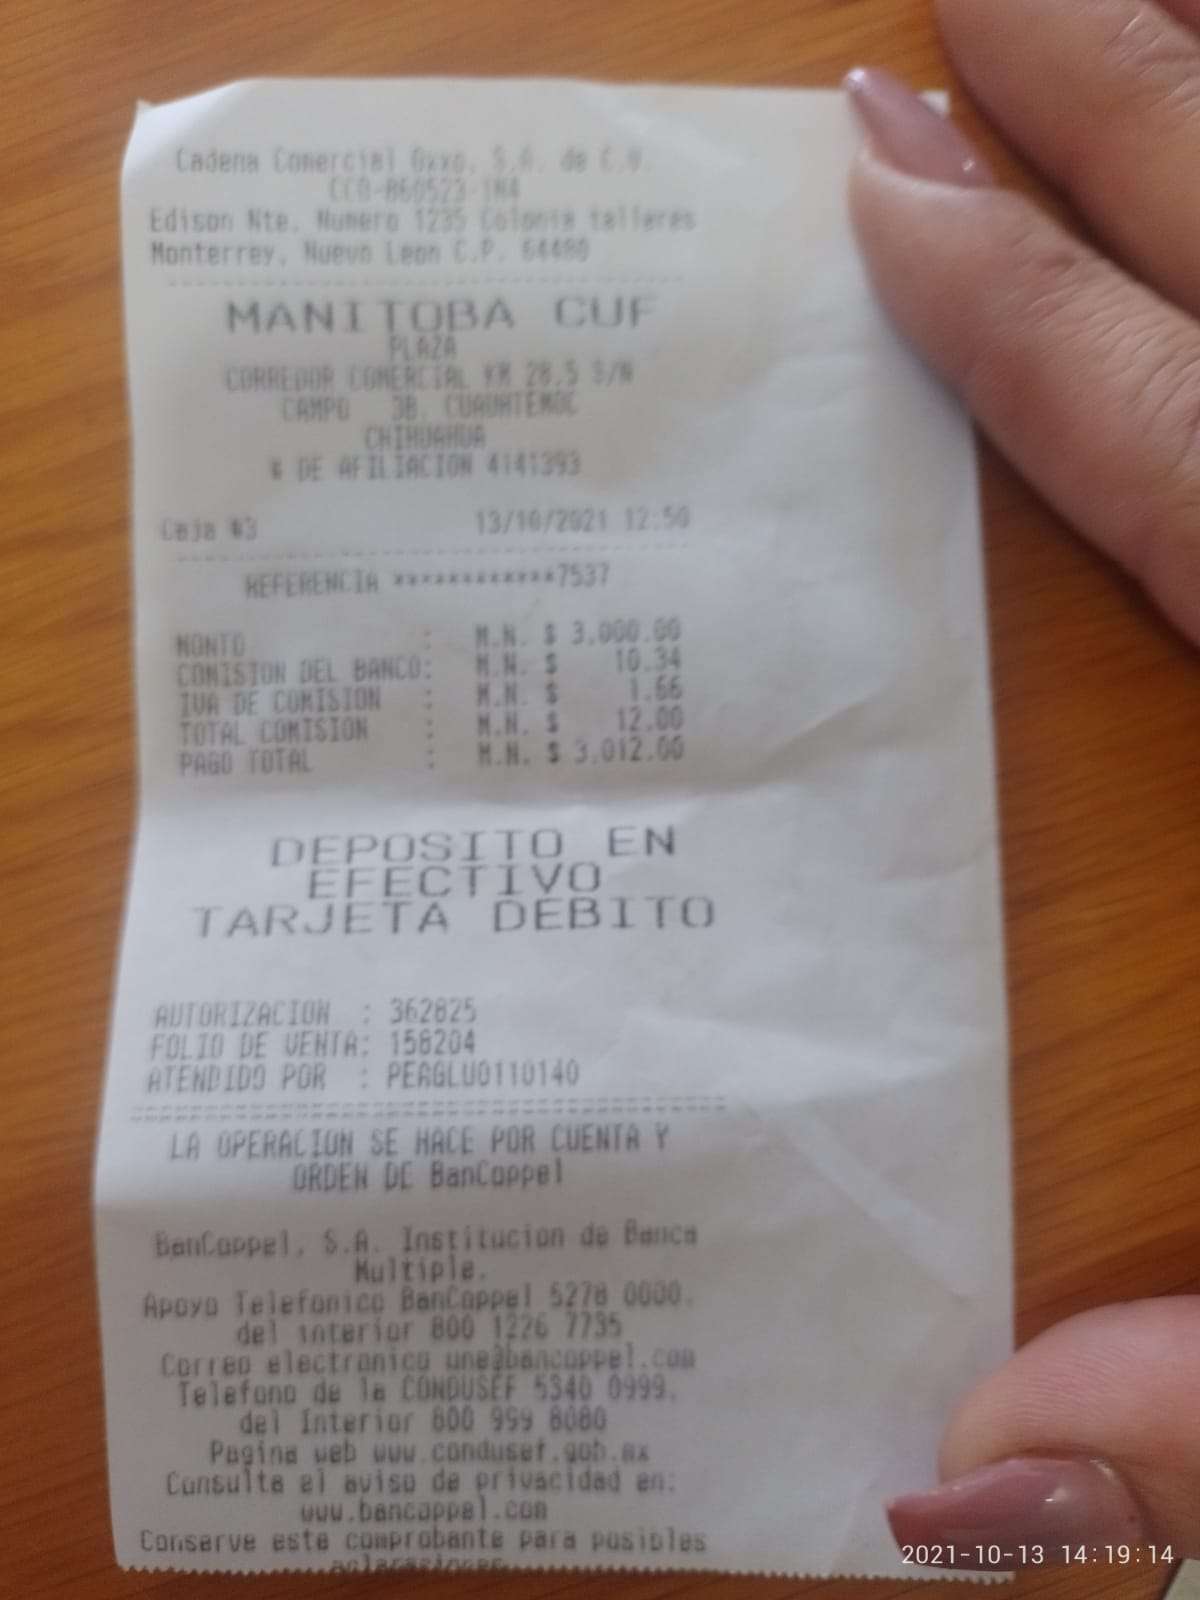 Cadena Comercial Oxxo, S.A. de C.V.
CCO-860523-1N4
Edison Nte. Numero 1235 Colonia talleres
Monterrey, Nuevo Leon C.P. 64480
MANITOBA CUF
PLAZA
CORREDOR COMERCIAL KM 28.5 S/N
CAMPO 3B. CUAUHTEMOC
CHIHUAHUA
# DE AFILIACION 4141393
Caja #3 13/10/2021 12:50
REFERENCIA ************7537
MONTO : M.N. $ 3,000.00
COMISION DEL BANCO: M.N. $ 10.34
IVA DE COMISION : M.N. $ 1.66
TOTAL COMISION : M.N. $ 12.00
PAGO TOTAL : M.N. $ 3,012.00
DEPOSITO EN
EFECTIVO
TARJETA DEBITO
AUTORIZACION : 362825
FOLIO DE VENTA: 158204
ATENDIDO POR : PEAGLU0110140
LA OPERACION SE HACE POR CUENTA Y
ORDEN DE BanCoppel
BanCoppel, S.A. Institucion de Banca
Multiple.
Apoyo Telefonico BanCoppel 5278 0000.
del interior 800 1226 7735
Correo electronico une@bancoppel.com
Telefono de la CONDUSEF 5340 0999.
del Interior 800 999 8080
Pagina web www.condusef.gob.mx
Consulta el aviso de privacidad en:
www.bancoppel.com
Conserve este comprobante para posibles
aclaraciones
2021-10-13 14:19:14